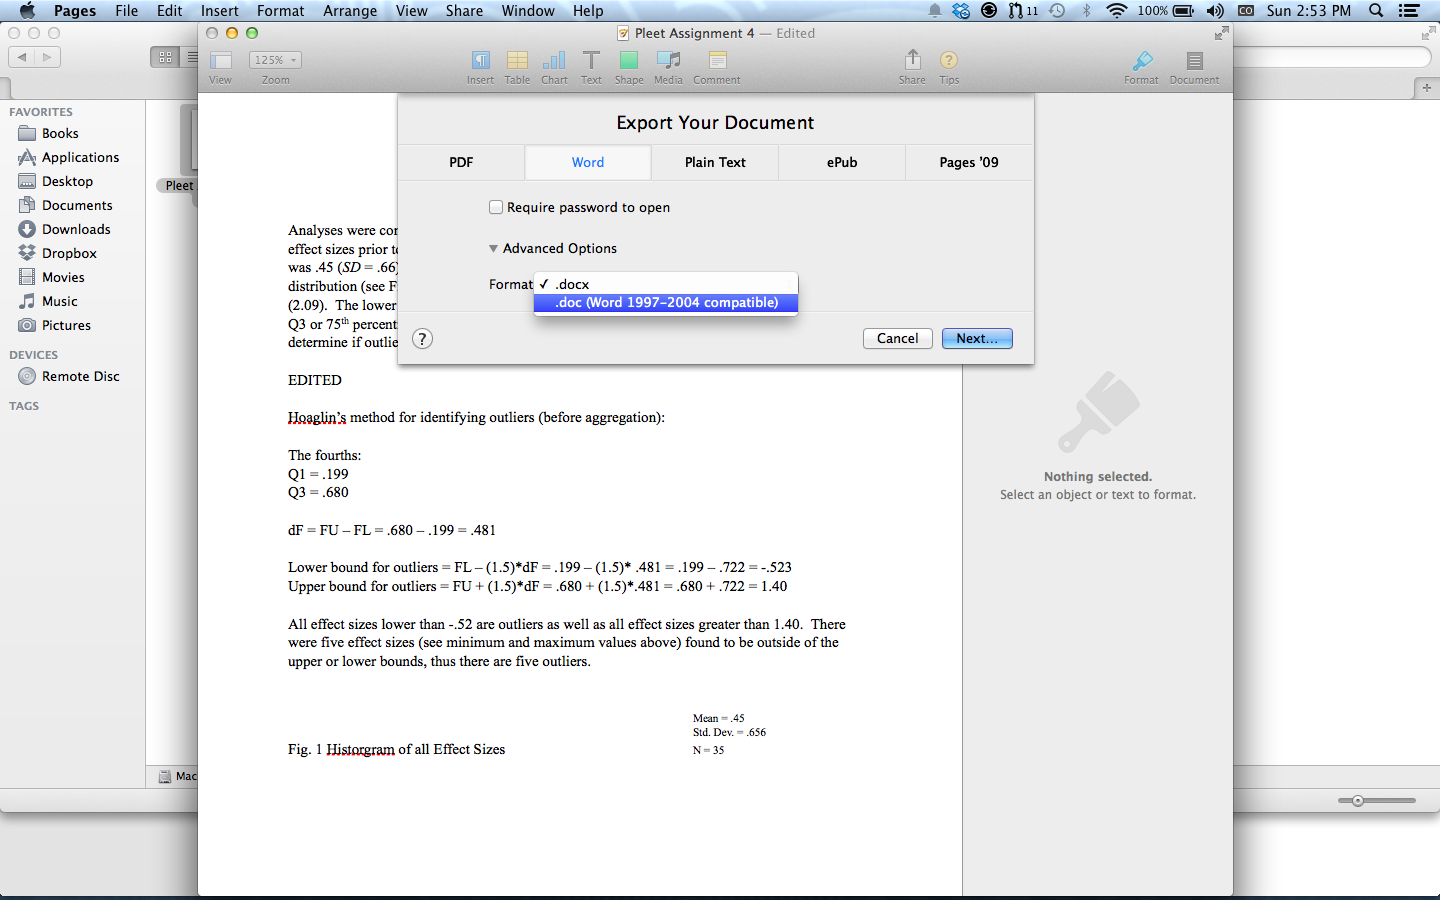 Pages File Edit Insert Format Arrange View Share Window Help
11 100% CO Sun 2:53 PM
Pleet Assignment 4 — Edited
125%
View Zoom Insert Table Chart Text Shape Media Comment Share Tips Format Document
FAVORITES
Books
Applications
Desktop
Documents
Downloads
Dropbox
Movies
Music
Pictures
DEVICES
Remote Disc
TAGS
Pleet
Mac
Export Your Document
PDF Word Plain Text ePub Pages '09
Require password to open
Advanced Options
Format
✓ .docx
.doc (Word 1997-2004 compatible)
?
Cancel Next...
Analyses were
effect sizes prior
was .45 (SD = .66)
distribution (see
(2.09). The lower
Q3 or 75th percent
determine if outlie
EDITED
Hoaglin's method for identifying outliers (before aggregation):
The fourths:
Q1 = .199
Q3 = .680
dF = FU – FL = .680 – .199 = .481
Lower bound for outliers = FL – (1.5)*dF = .199 – (1.5)* .481 = .199 – .722 = -.523
Upper bound for outliers = FU + (1.5)*dF = .680 + (1.5)*.481 = .680 + .722 = 1.40
All effect sizes lower than -.52 are outliers as well as all effect sizes greater than 1.40. There
were five effect sizes (see minimum and maximum values above) found to be outside of the
upper or lower bounds, thus there are five outliers.
Mean = .45
Std. Dev. = .656
N = 35
Fig. 1 Historgram of all Effect Sizes
Nothing selected.
Select an object or text to format.